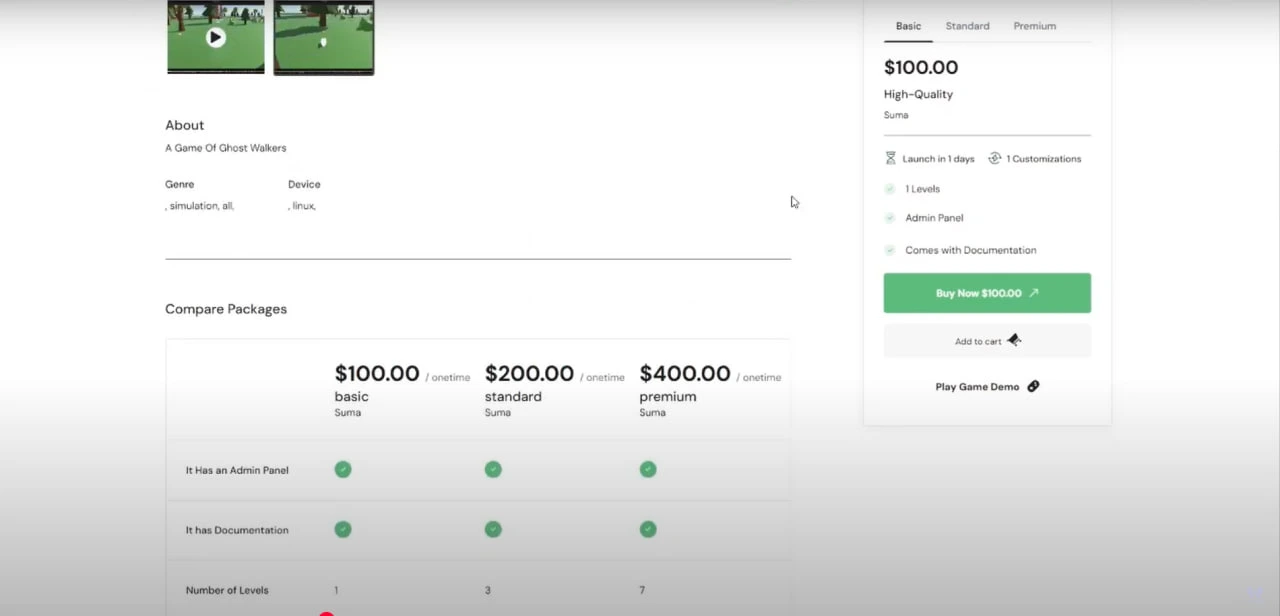 About
A Game Of Ghost Walkers
Genre Device
, simulation, all, , linux,
Compare Packages
$100.00 / onetime $200.00 / onetime $400.00 / onetime
basic standard premium
Suma Suma Suma
It Has an Admin Panel
It has Documentation
Number of Levels 1 3 7
Basic Standard Premium
$100.00
High-Quality
Suma
Launch in 1 days 1 Customizations
1 Levels
Admin Panel
Comes with Documentation
Buy Now $100.00
Add to cart
Play Game Demo